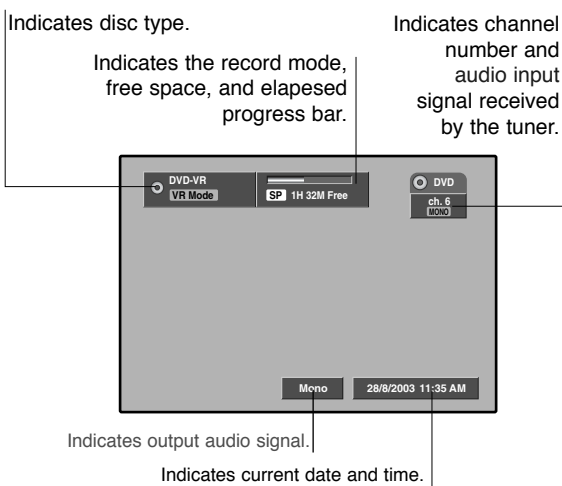 Indicates disc type.
Indicates the record mode,
free space, and elapesed
progress bar.
Indicates channel
number and
audio input
signal received
by the tuner.
DVD-VR
VR Mode
SP 1H 32M Free
DVD
ch. 6
MONO
Mono
28/8/2003 11:35 AM
Indicates output audio signal.
Indicates current date and time.